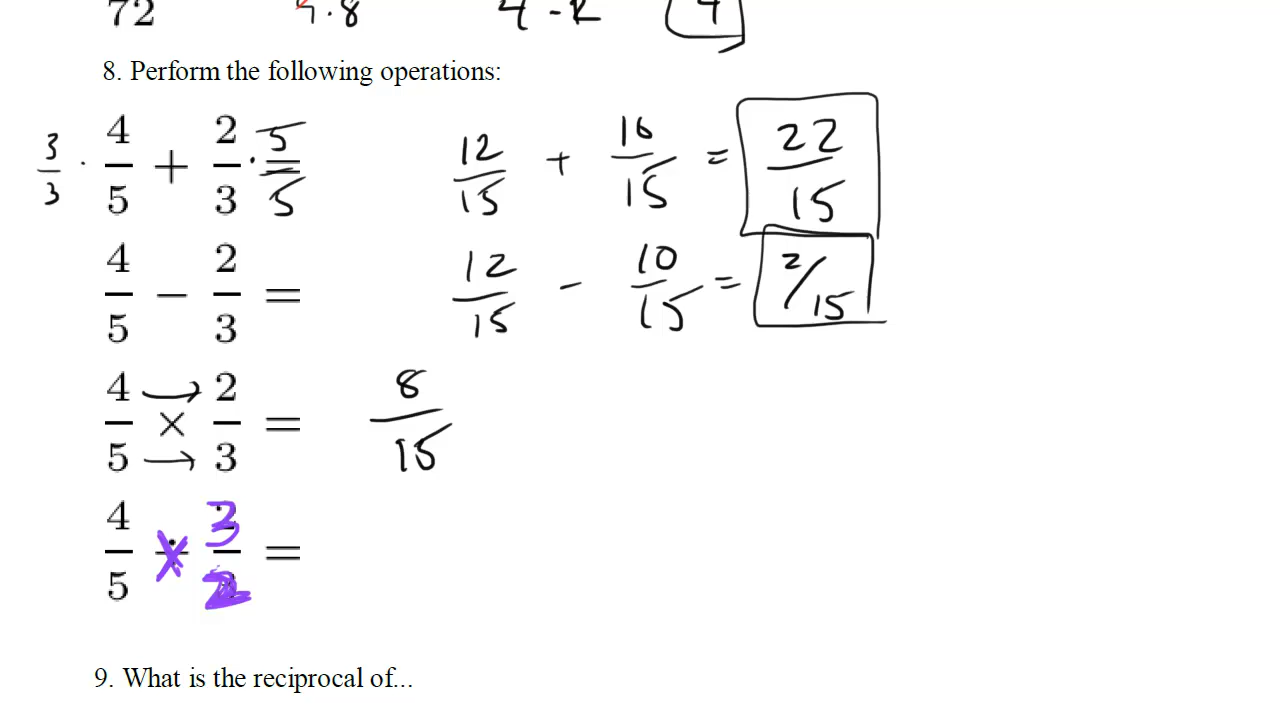 72 9·8 4-2 4
8. Perform the following operations:
3/3 · 4/5 + 2/3 · 5/5 = 12/15 + 10/15 = 22/15
4/5 − 2/3 = 12/15 - 10/15 = 2/15
4/5 × 2/3 = 8/15
4/5 × 3/2 =
9. What is the reciprocal of...